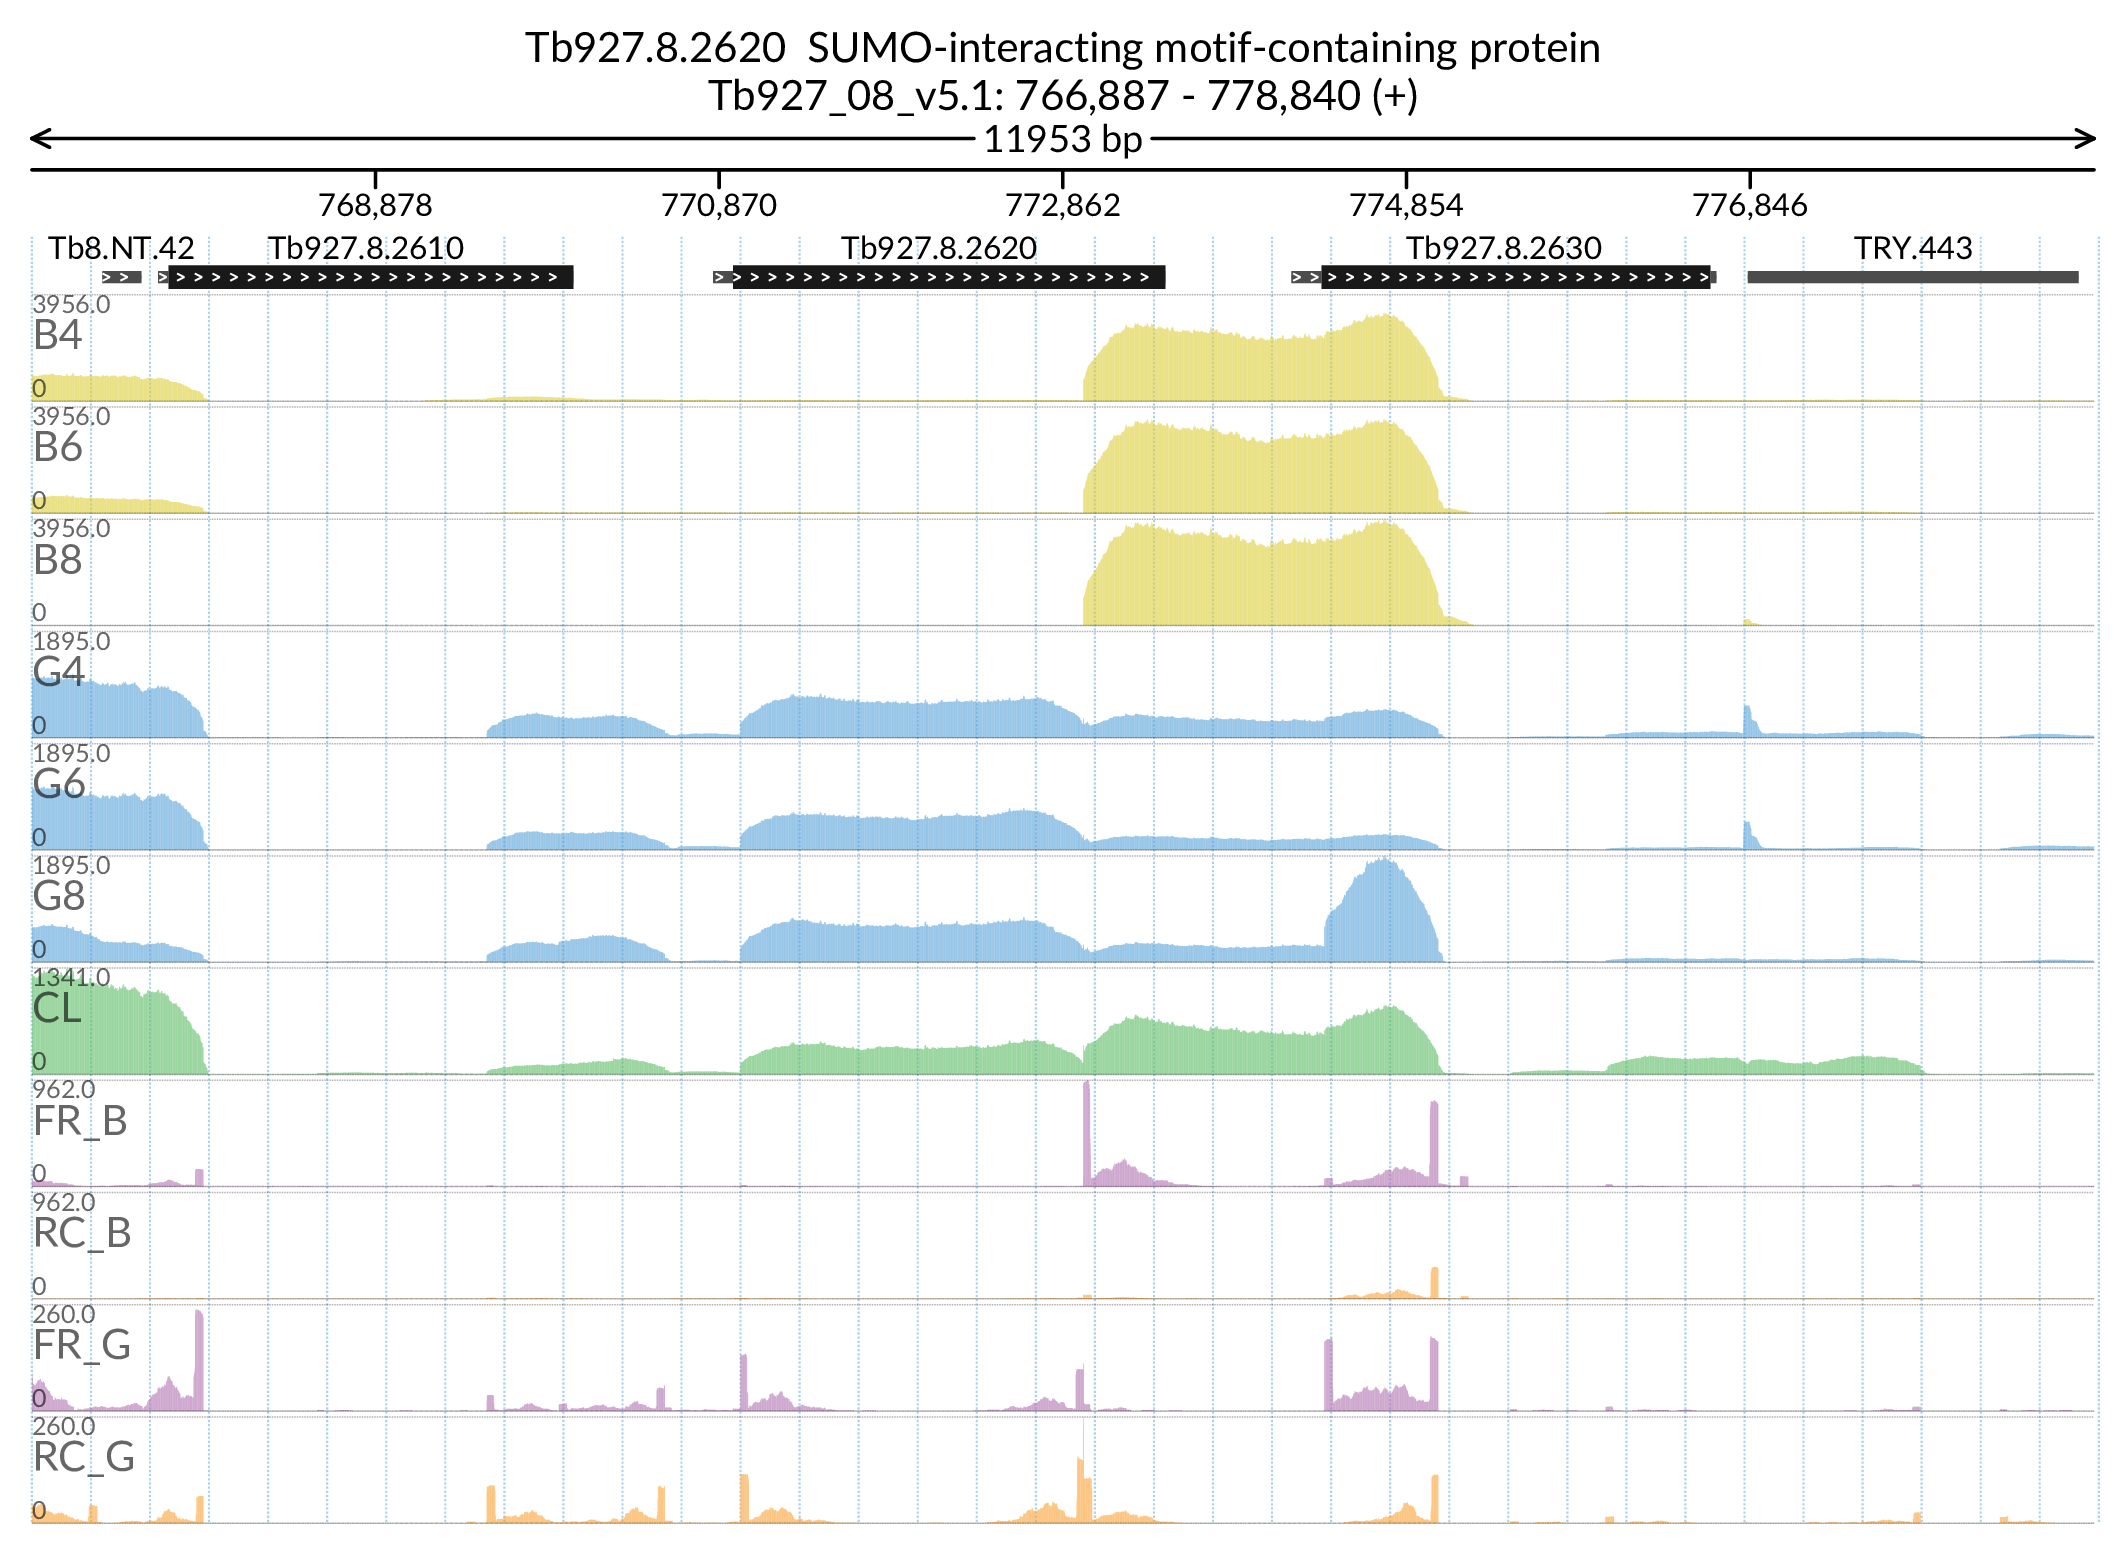 Tb927.8.2620 SUMO-interacting motif-containing protein
Tb927_08_v5.1: 766,887 - 778,840 (+)
11953 bp
768,878 770,870 772,862 774,854 776,846
Tb8.NT.42 Tb927.8.2610 Tb927.8.2620 Tb927.8.2630 TRY.443
3956.0
B4
0
3956.0
B6
0
3956.0
B8
0
1895.0
G4
0
1895.0
G6
0
1895.0
G8
0
1341.0
CL
0
962.0
FR_B
0
962.0
RC_B
0
260.0
FR_G
0
260.0
RC_G
0